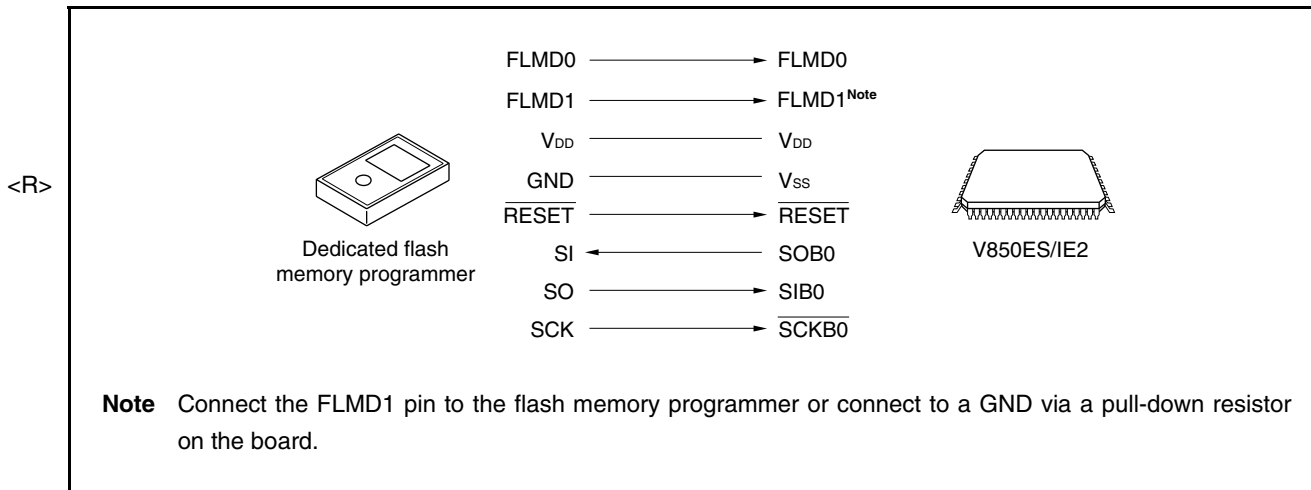 FLMD0 FLMD0
FLMD1 FLMD1Note
VDD VDD
<R>
GND VSS
RESET RESET
Dedicated flash
memory programmer
SI SOB0
V850ES/IE2
SO SIB0
SCK SCKB0
Note Connect the FLMD1 pin to the flash memory programmer or connect to a GND via a pull-down resistor
on the board.